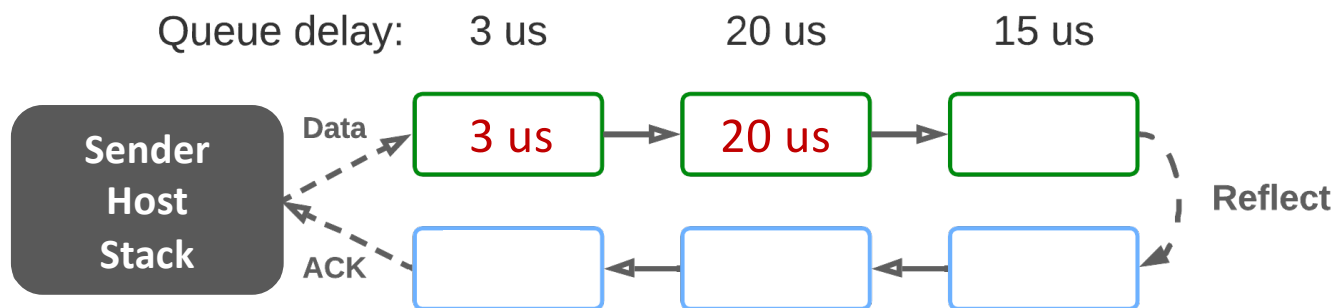 Queue delay: 3 us 20 us 15 us
Data
3 us 20 us
Sender
Host
Stack
Reflect
ACK